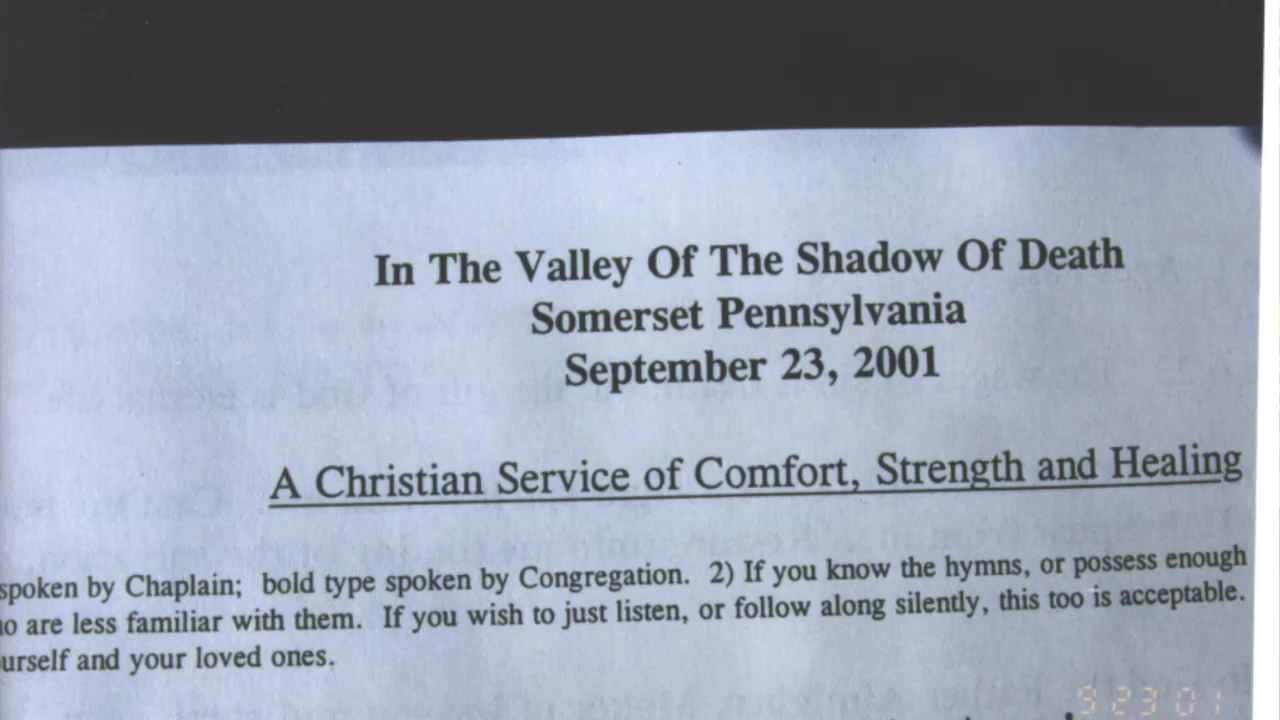 In The Valley Of The Shadow Of Death
Somerset Pennsylvania
September 23, 2001
A Christian Service of Comfort, Strength and Healing
spoken by Chaplain; bold type spoken by Congregation. 2) If you know the hymns, or possess enough
are less familiar with them. If you wish to just listen, or follow along silently, this too is acceptable.
and your loved ones.
9 23 01